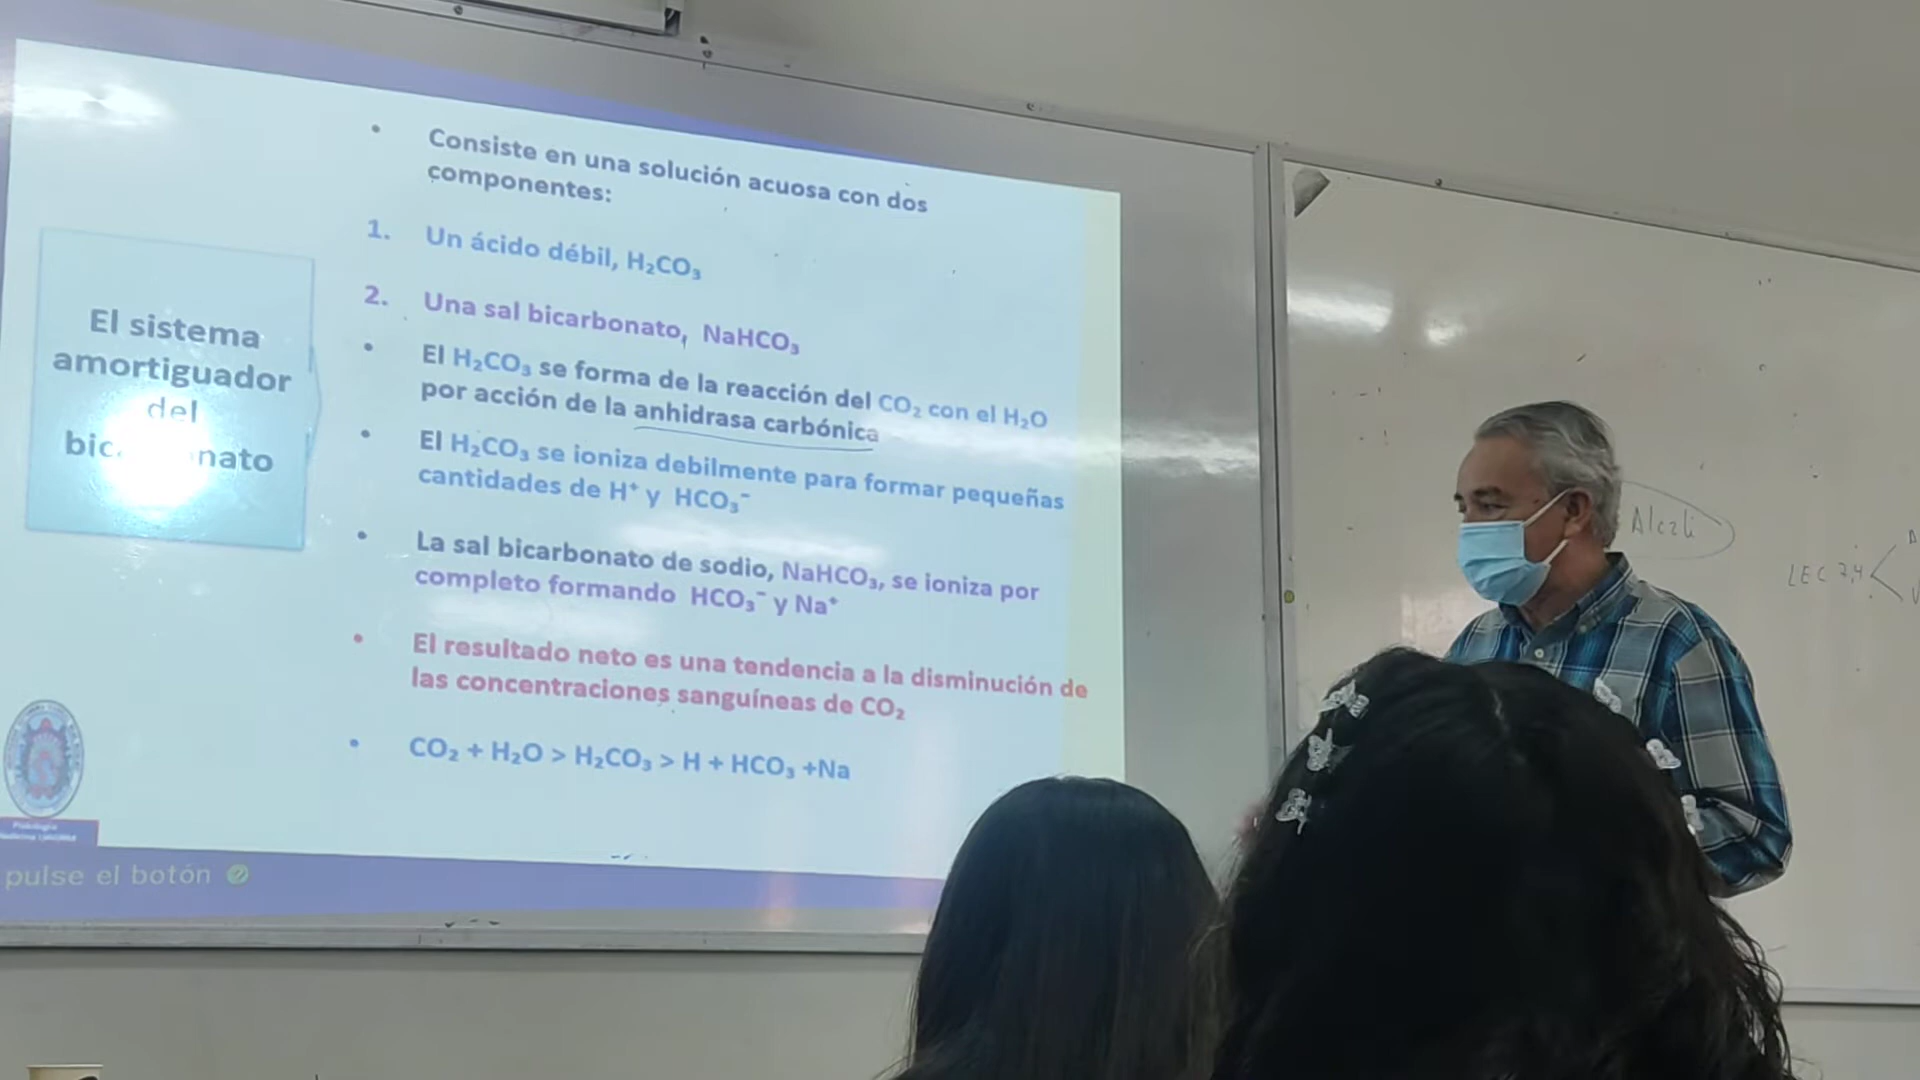 El sistema
amortiguador
del
bic nato
• Consiste en una solución acuosa con dos
componentes:
1. Un ácido débil, H₂CO₃
2. Una sal bicarbonato, NaHCO₃
• El H₂CO₃ se forma de la reacción del CO₂ con el H₂O
por acción de la anhidrasa carbónica
• El H₂CO₃ se ioniza debilmente para formar pequeñas
cantidades de H⁺ y HCO₃⁻
• La sal bicarbonato de sodio, NaHCO₃, se ioniza por
completo formando HCO₃⁻ y Na⁺
• El resultado neto es una tendencia a la disminución de
las concentraciones sanguíneas de CO₂
• CO₂ + H₂O > H₂CO₃ > H + HCO₃ +Na
pulse el botón
Alcali
LEC 7,4